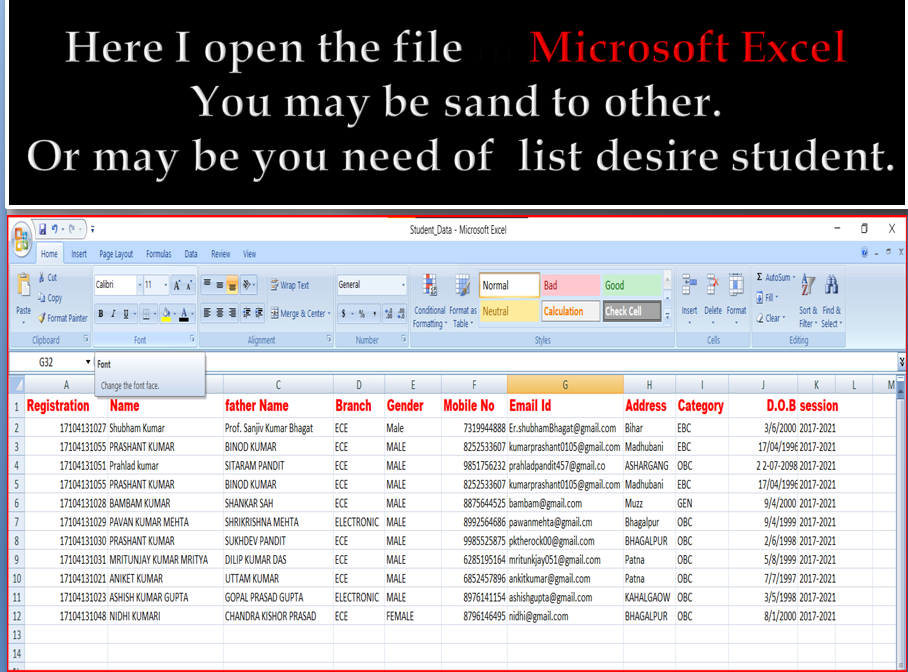 Here I open the file Microsoft Excel
You may be sand to other.
Or may be you need of list desire student.
Student_Data - Microsoft Excel
Home Insert Page Layout Formulas Data Review View
Paste
Cut
Copy
Format Painter
Clipboard
Calibri 11
B I U
Font
Wrap Text
Merge & Center
Alignment
General
$ % ,
Number
Conditional Formatting
Format as Table
Normal Bad Good
Neutral Calculation Check Cell
Styles
Insert Delete Format
Cells
AutoSum
Fill
Clear
Sort & Filter
Find & Select
Editing
G32
Font
Change the font face.
A C D E F G H I J K L M
1 Registration Name father Name Branch Gender Mobile No Email Id Address Category D.O.B session
2 17104131027 Shubham Kumar Prof. Sanjiv Kumar Bhagat ECE Male 7319944888 Er.shubhamBhagat@gmail.com Bihar EBC 3/6/2000 2017-2021
3 17104131055 PRASHANT KUMAR BINOD KUMAR ECE MALE 8252533607 kumarprashant0105@gmail.com Madhubani EBC 17/04/1996 2017-2021
4 17104131051 Prahlad kumar SITARAM PANDIT ECE MALE 9851756232 prahladpandit457@gmail.co ASHARGANG OBC 2 2-07-2098 2017-2021
5 17104131055 PRASHANT KUMAR BINOD KUMAR ECE MALE 8252533607 kumarprashant0105@gmail.com Madhubani EBC 17/04/1996 2017-2021
6 17104131028 BAMBAM KUMAR SHANKAR SAH ECE MALE 8875644525 bambam@gmail.com Muzz GEN 9/4/2000 2017-2021
7 17104131029 PAVAN KUMAR MEHTA SHRIKRISHNA MEHTA ELECTRONIC MALE 8992564686 pawanmehta@gmail.cm Bhagalpur OBC 9/4/1999 2017-2021
8 17104131030 PRASHANT KUMAR SUKHDEV PANDIT ECE MALE 9985525875 pktherock00@gmail.com BHAGALPUR OBC 2/6/1998 2017-2021
9 17104131031 MRITUNJAY KUMAR MRITYA DILIP KUMAR DAS ECE MALE 6285195164 mritunkjay051@gmail.com Patna OBC 5/8/1999 2017-2021
10 17104131021 ANIKET KUMAR UTTAM KUMAR ECE MALE 6852457896 ankitkumar@gmail.com Patna OBC 7/7/1997 2017-2021
11 17104131023 ASHISH KUMAR GUPTA GOPAL PRASAD GUPTA ELECTRONIC MALE 8976141154 ashishgupta@gmail.com KAHALGAOW OBC 3/5/1998 2017-2021
12 17104131048 NIDHI KUMARI CHANDRA KISHOR PRASAD ECE FEMALE 8796146495 nidhi@gmail.com BHAGALPUR OBC 8/1/2000 2017-2021
13
14